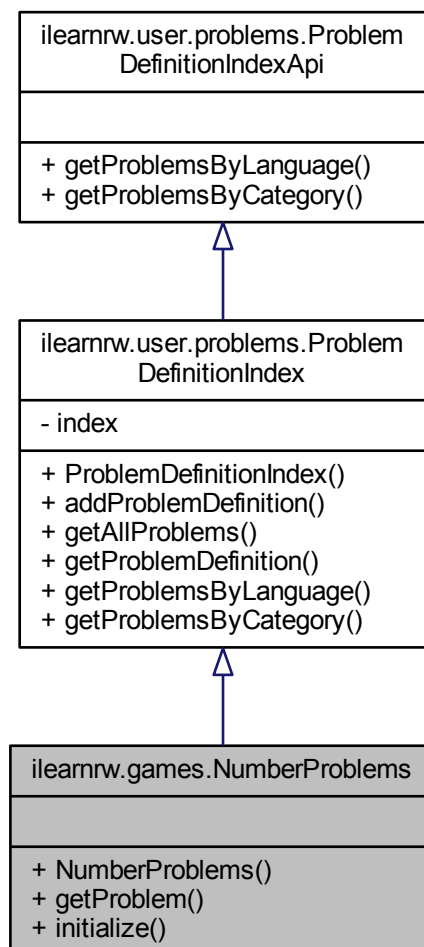 ilearnrw.user.problems.Problem
DefinitionIndexApi
+ getProblemsByLanguage()
+ getProblemsByCategory()
ilearnrw.user.problems.Problem
DefinitionIndex
- index
+ ProblemDefinitionIndex()
+ addProblemDefinition()
+ getAllProblems()
+ getProblemDefinition()
+ getProblemsByLanguage()
+ getProblemsByCategory()
ilearnrw.games.NumberProblems
+ NumberProblems()
+ getProblem()
+ initialize()